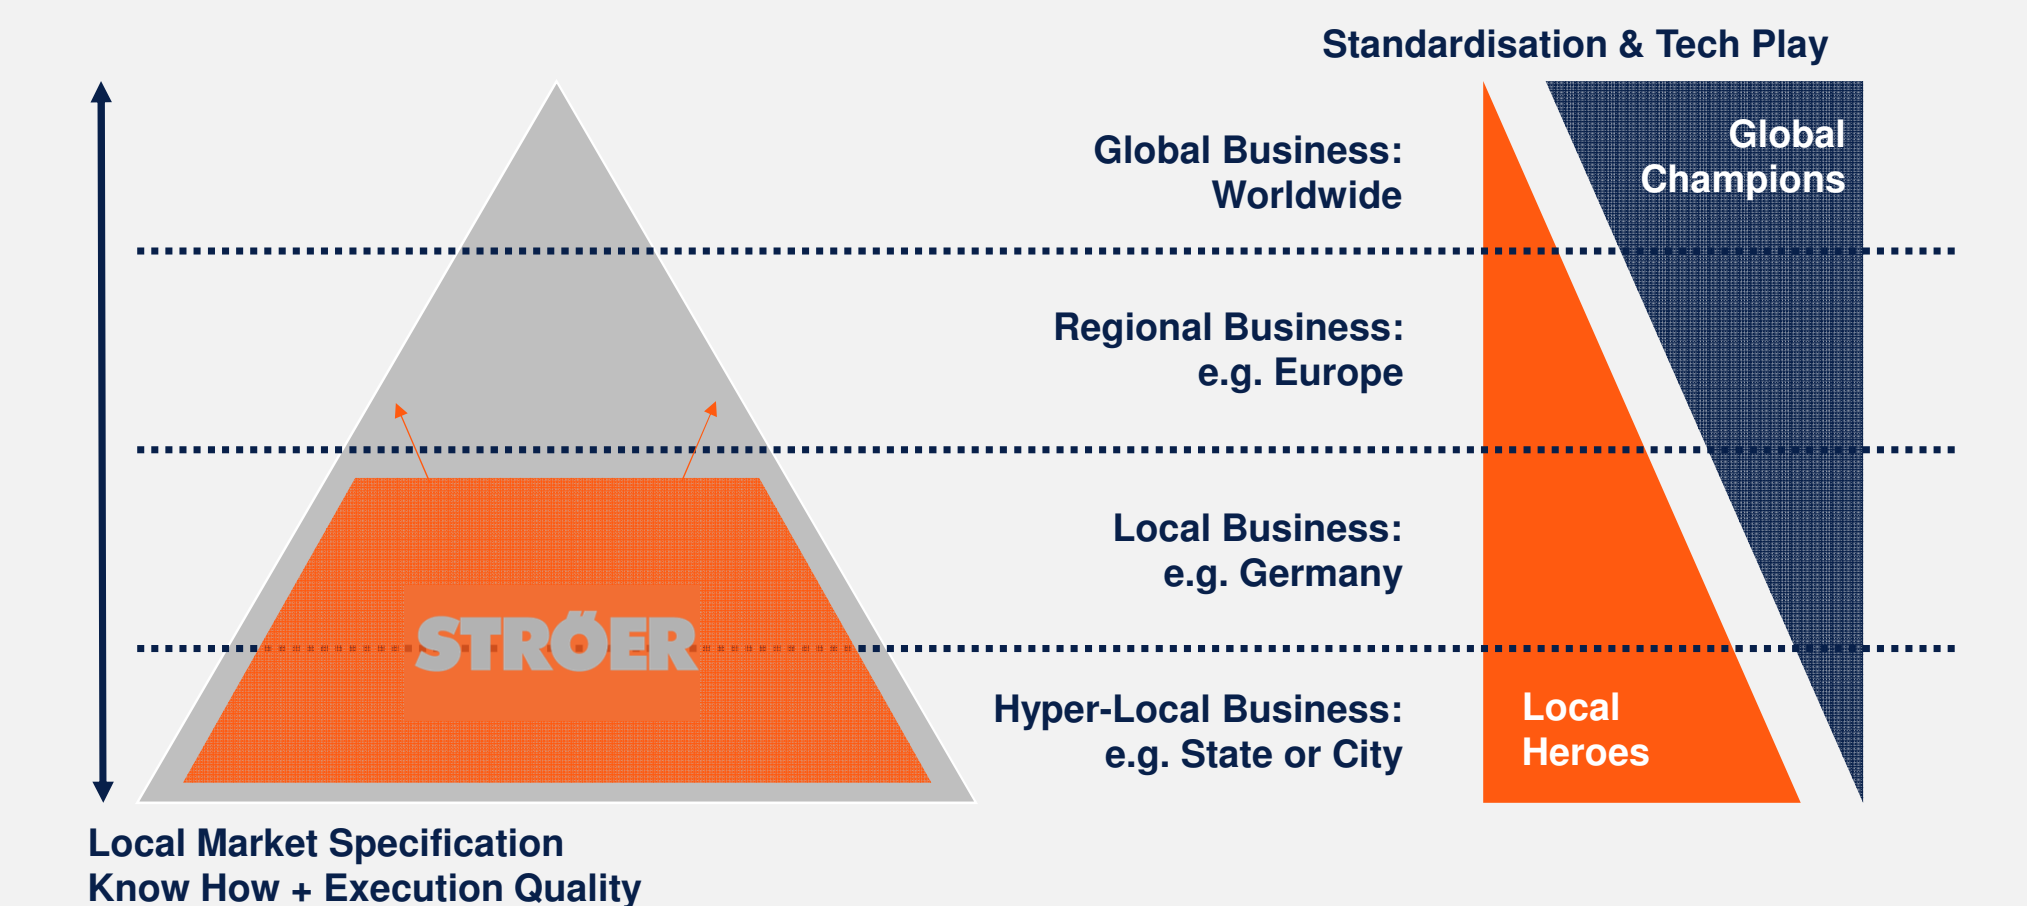 Standardisation & Tech Play
Global Business:
Worldwide
Global
Champions
Regional Business:
e.g. Europe
Local Business:
e.g. Germany
STRÖER
Hyper-Local Business:
e.g. State or City
Local
Heroes
Local Market Specification
Know How + Execution Quality